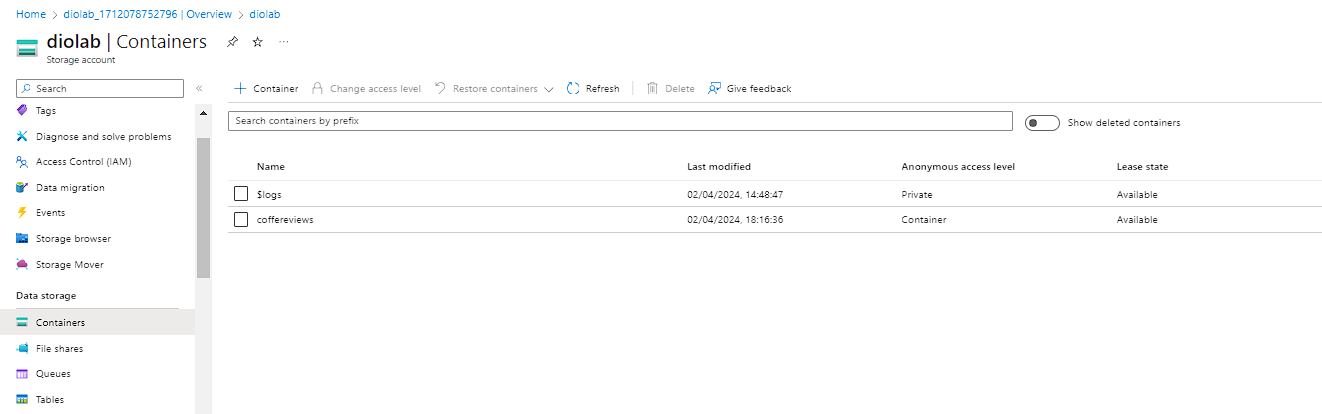 Home > diolab_1712078752796 | Overview > diolab
diolab | Containers
Storage account
Search
Tags
Diagnose and solve problems
Access Control (IAM)
Data migration
Events
Storage browser
Storage Mover
Data storage
Containers
File shares
Queues
Tables
+ Container Change access level Restore containers Refresh Delete Give feedback
Search containers by prefix
Show deleted containers
Name Last modified Anonymous access level Lease state
$logs 02/04/2024, 14:48:47 Private Available
coffereviews 02/04/2024, 18:16:36 Container Available